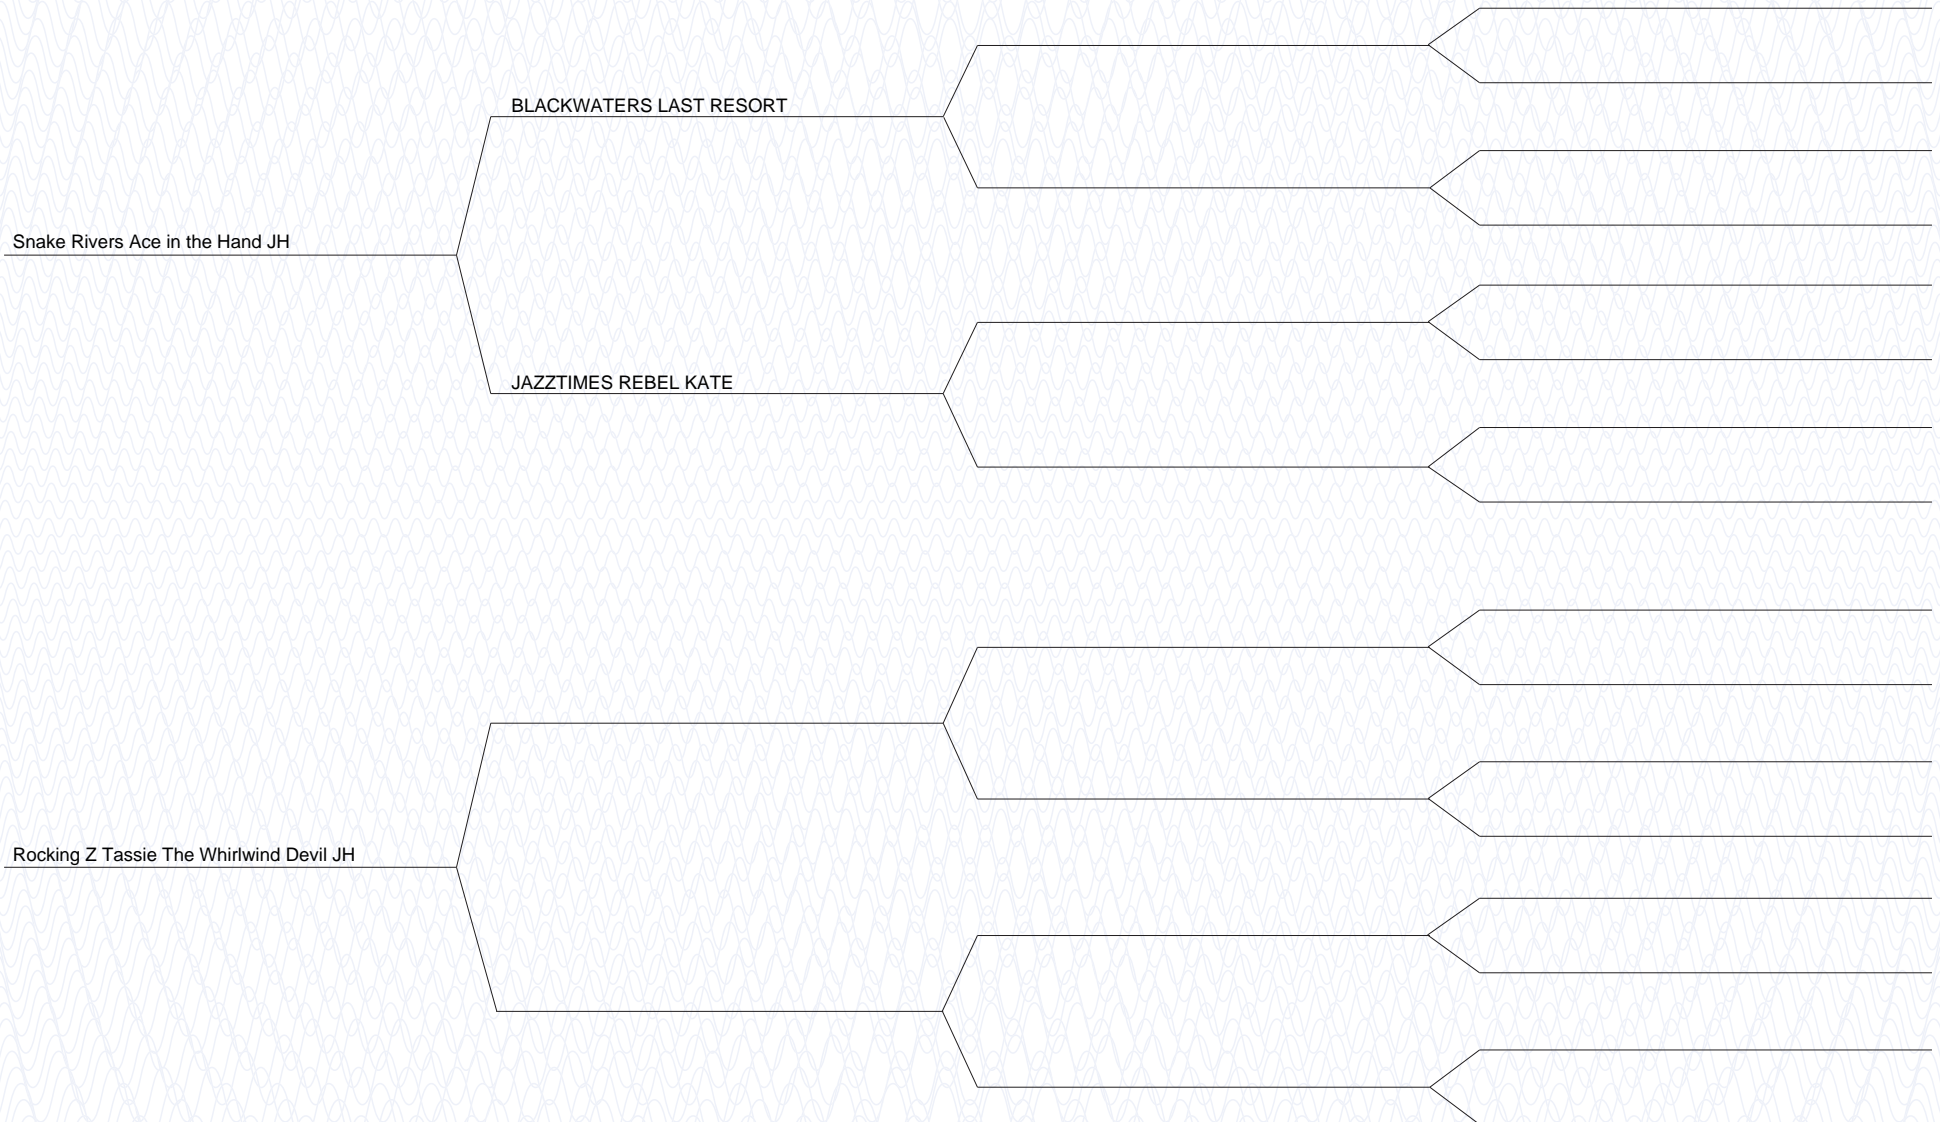 BLACKWATERS LAST RESORT
Snake Rivers Ace in the Hand JH
JAZZTIMES REBEL KATE
Rocking Z Tassie The Whirlwind Devil JH